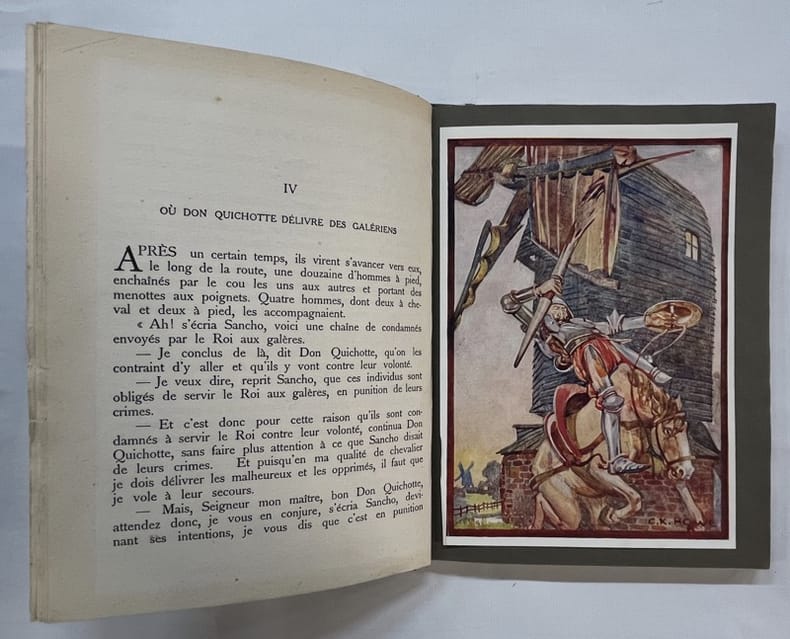 IV
OÙ DON QUICHOTTE DÉLIVRE DES GALÉRIENS
APRÈS un certain temps, ils virent s'avancer vers eux,
le long de la route, une douzaine d'hommes à pied,
enchaînés par le cou les uns aux autres et portant des
menottes aux poignets. Quatre hommes, dont deux à che-
val et deux à pied, les accompagnaient.
« Ah! s'écria Sancho, voici une chaîne de condamnés
envoyés par le Roi aux galères.
— Je conclus de là, dit Don Quichotte, qu'on les
contraint d'y aller et qu'ils y vont contre leur volonté.
— Je veux dire, reprit Sancho, que ces individus sont
obligés de servir le Roi aux galères, en punition de leurs
crimes.
— Et c'est donc pour cette raison qu'ils sont con-
damnés à servir le Roi contre leur volonté, continua Don
Quichotte, sans faire plus attention à ce que Sancho disait
de leurs crimes. Et puisqu'en ma qualité de chevalier
je dois délivrer les malheureux et les opprimés, il faut que
je vole à leur secours.
— Mais, Seigneur mon maître, bon Don Quichotte,
attendez donc, je vous en conjure, s'écria Sancho, devi-
nant ses intentions, je vous dis que c'est en punition
C.K.HOWE